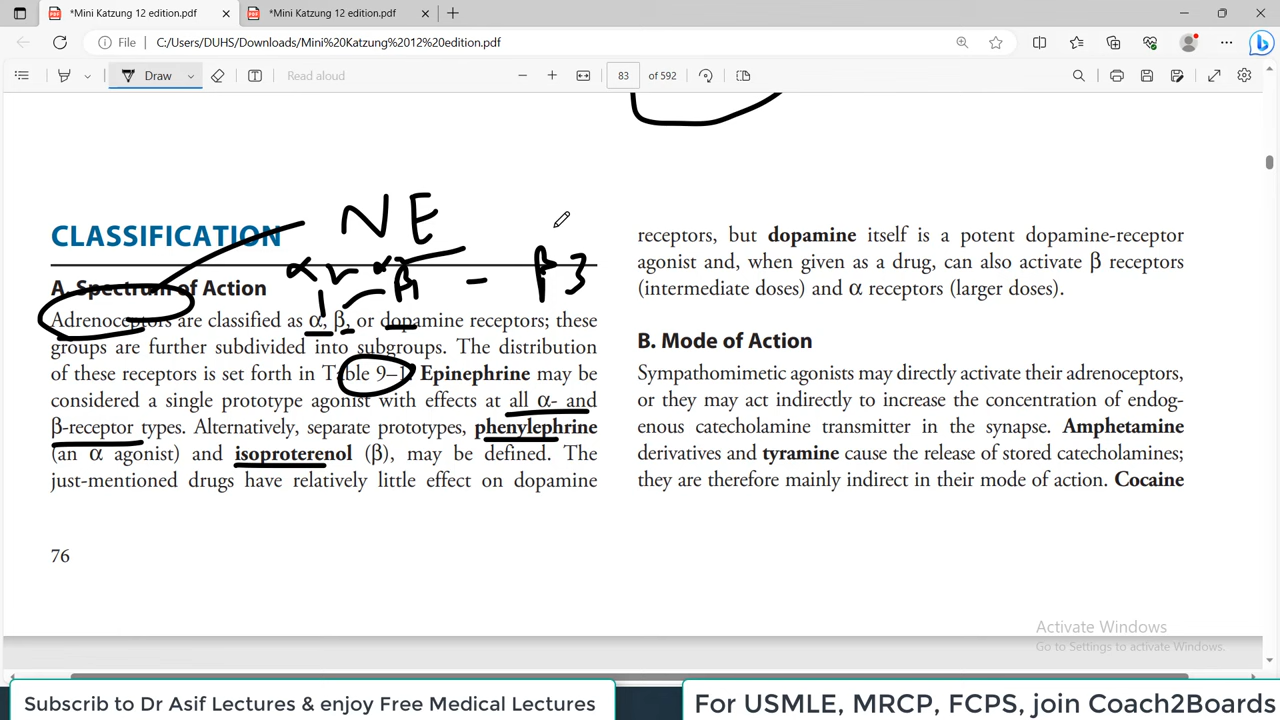 *Mini Katzung 12 edition.pdf
*Mini Katzung 12 edition.pdf
File C:/Users/DUHS/Downloads/Mini%20Katzung%2012%20edition.pdf
Draw
Read aloud
83 of 592
NE
CLASSIFICATION
α1 α2 β1 - β3
A. Spectrum of Action
Adrenoceptors are classified as α, β, or dopamine receptors; these
groups are further subdivided into subgroups. The distribution
of these receptors is set forth in Table 9–1. Epinephrine may be
considered a single prototype agonist with effects at all α- and
β-receptor types. Alternatively, separate prototypes, phenylephrine
(an α agonist) and isoproterenol (β), may be defined. The
just-mentioned drugs have relatively little effect on dopamine
76
receptors, but dopamine itself is a potent dopamine-receptor
agonist and, when given as a drug, can also activate β receptors
(intermediate doses) and α receptors (larger doses).
B. Mode of Action
Sympathomimetic agonists may directly activate their adrenoceptors,
or they may act indirectly to increase the concentration of endog-
enous catecholamine transmitter in the synapse. Amphetamine
derivatives and tyramine cause the release of stored catecholamines;
they are therefore mainly indirect in their mode of action. Cocaine
Activate Windows
Go to Settings to activate Windows.
Subscrib to Dr Asif Lectures & enjoy Free Medical Lectures
For USMLE, MRCP, FCPS, join Coach2Boards